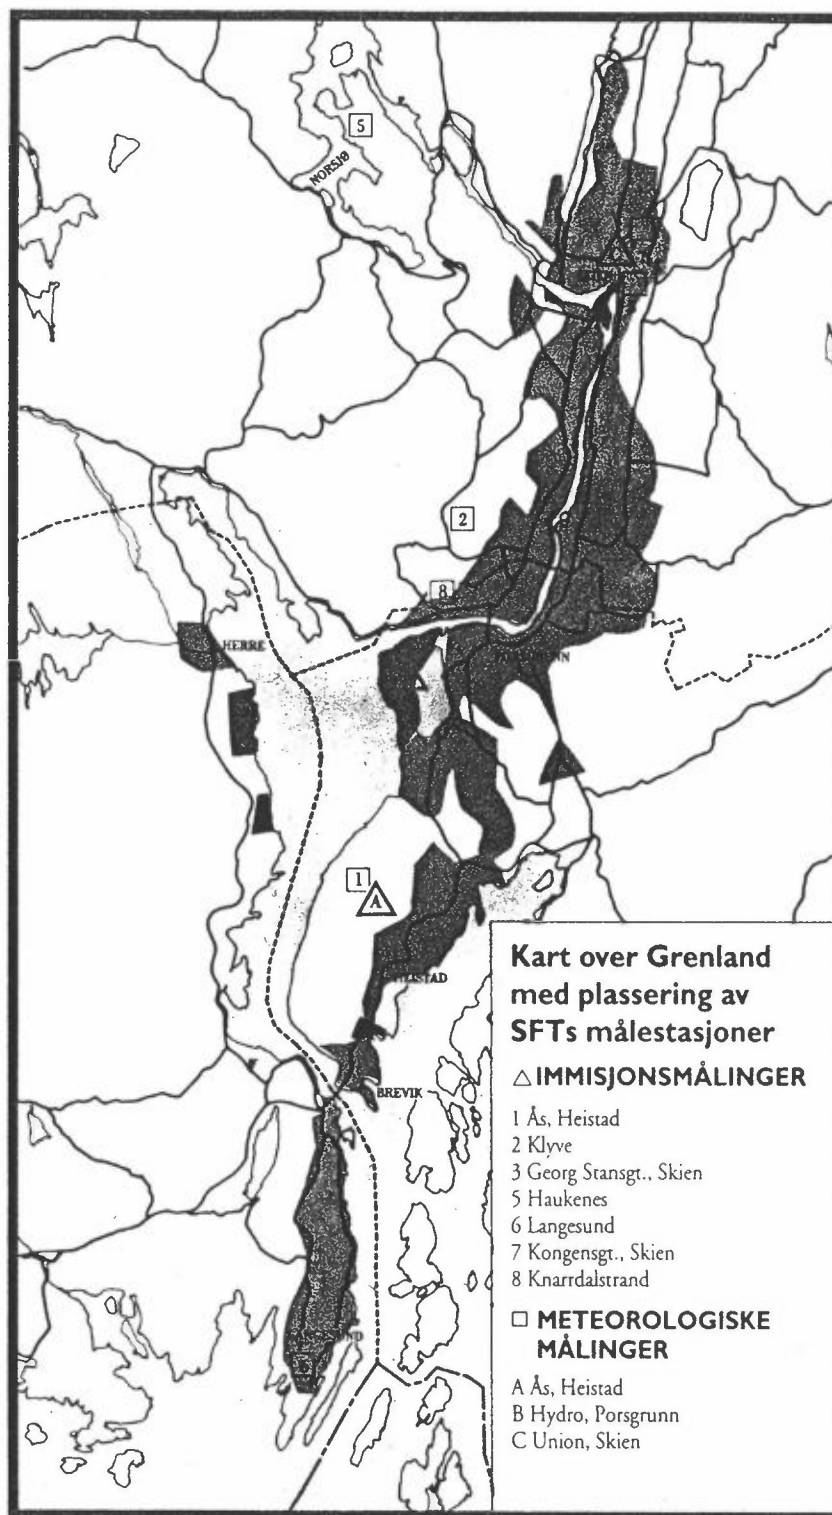 5
NORSJØ
2
8
HERRE
1
A
HEISTAD
BREVIK
Kart over Grenland
med plassering av
SFTs målestasjoner
△ IMMISJONSMÅLINGER
1 Ås, Heistad
2 Klyve
3 Georg Stansgt., Skien
5 Haukenes
6 Langesund
7 Kongensgt., Skien
8 Knarrdalstrand
□ METEOROLOGISKE
MÅLINGER
A Ås, Heistad
B Hydro, Porsgrunn
C Union, Skien